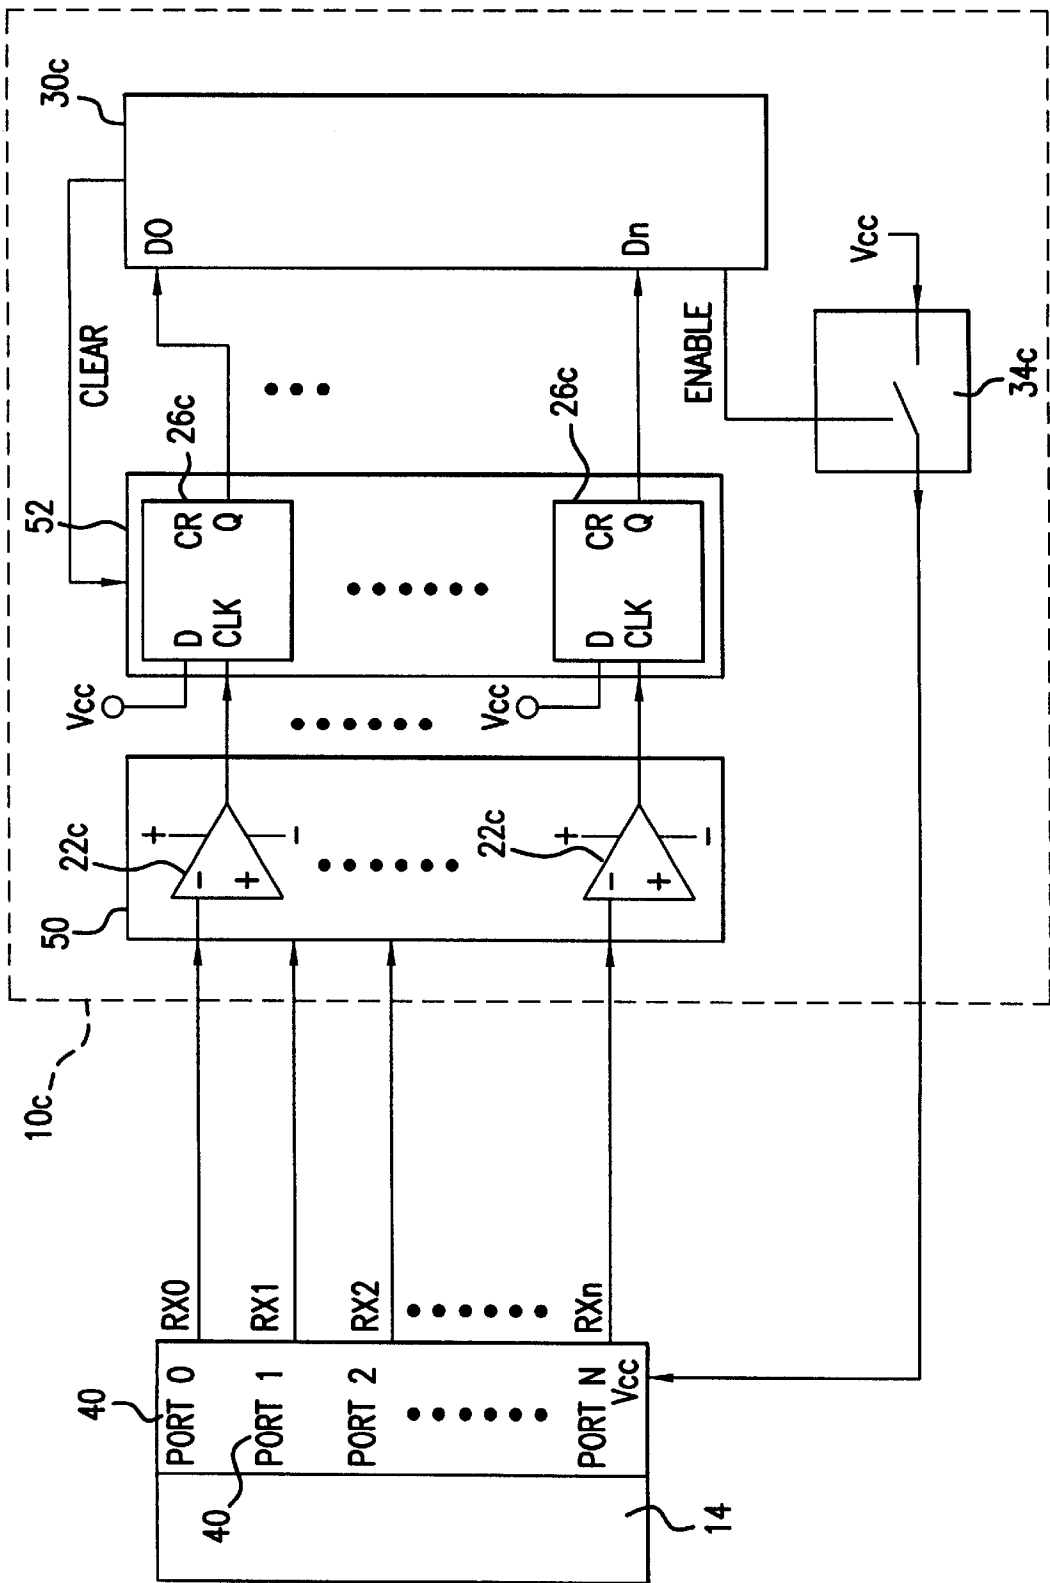 10c
30c
CLEAR
DO
Dn
52
26c
26c
CR
Q
D
CLK
CR
Q
D
CLK
Vcc
Vcc
ENABLE
Vcc
34c
50
22c
+
-
-
+
22c
+
-
-
+
RX0
RX1
RX2
RXn
40
PORT 0
40
PORT 1
PORT 2
PORT N
Vcc
14